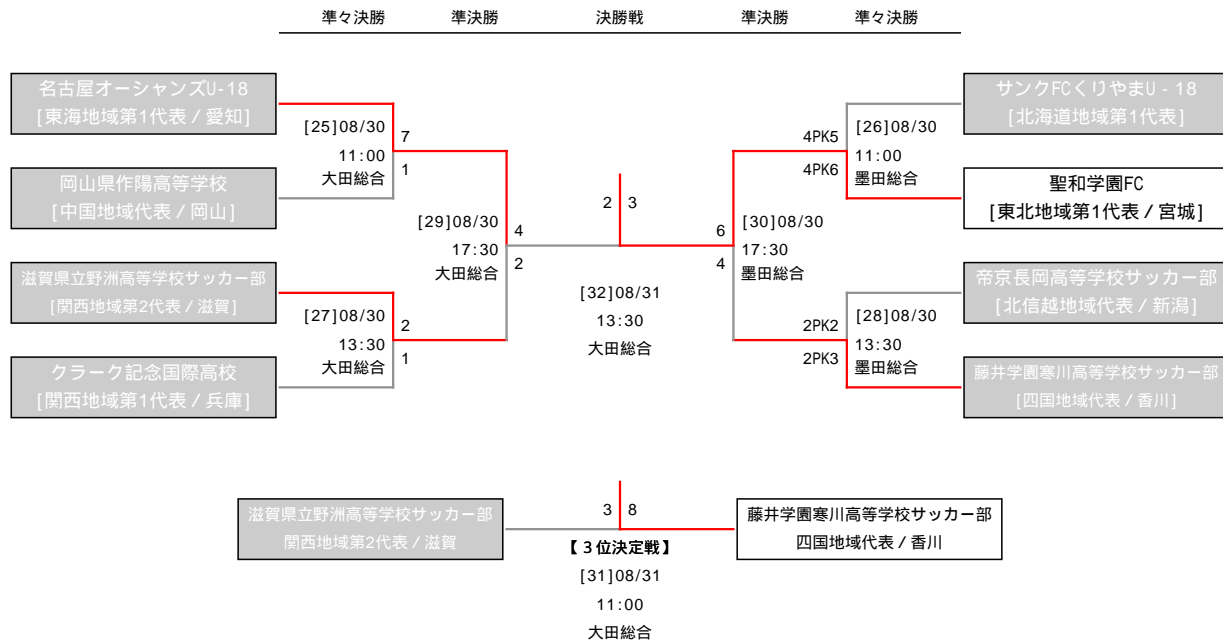 準々決勝 準決勝 決勝戦 準決勝 準々決勝
名古屋オーシャンズU-18
[東海地域第1代表 / 愛知]
[25]08/30
11:00
大田総合
7
1
岡山県作陽高等学校
[中国地域代表 / 岡山]
[29]08/30
17:30
大田総合
4
2
滋賀県立野洲高等学校サッカー部
[関西地域第2代表 / 滋賀]
[27]08/30
13:30
大田総合
2
1
クラーク記念国際高校
[関西地域第1代表 / 兵庫]
2 3
[32]08/31
13:30
大田総合
サンクFCくりやまU - 18
[北海道地域第1代表]
4PK5
4PK6
[26]08/30
11:00
墨田総合
聖和学園FC
[東北地域第1代表 / 宮城]
6
4
[30]08/30
17:30
墨田総合
帝京長岡高等学校サッカー部
[北信越地域代表 / 新潟]
2PK2
2PK3
[28]08/30
13:30
墨田総合
藤井学園寒川高等学校サッカー部
[四国地域代表 / 香川]
滋賀県立野洲高等学校サッカー部
関西地域第2代表 / 滋賀
3 8
【 3位決定戦】
[31]08/31
11:00
大田総合
藤井学園寒川高等学校サッカー部
四国地域代表 / 香川